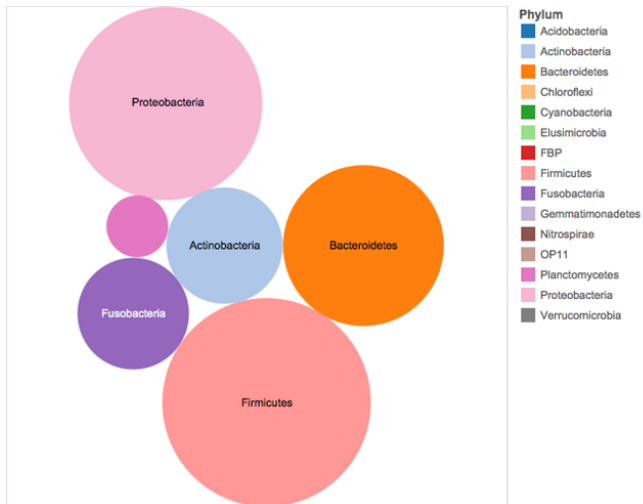 Proteobacteria
Actinobacteria
Bacteroidetes
Fusobacteria
Firmicutes
Phylum
Acidobacteria
Actinobacteria
Bacteroidetes
Chloroflexi
Cyanobacteria
Elusimicrobia
FBP
Firmicutes
Fusobacteria
Gemmatimonadetes
Nitrospirae
OP11
Planctomycetes
Proteobacteria
Verrucomicrobia